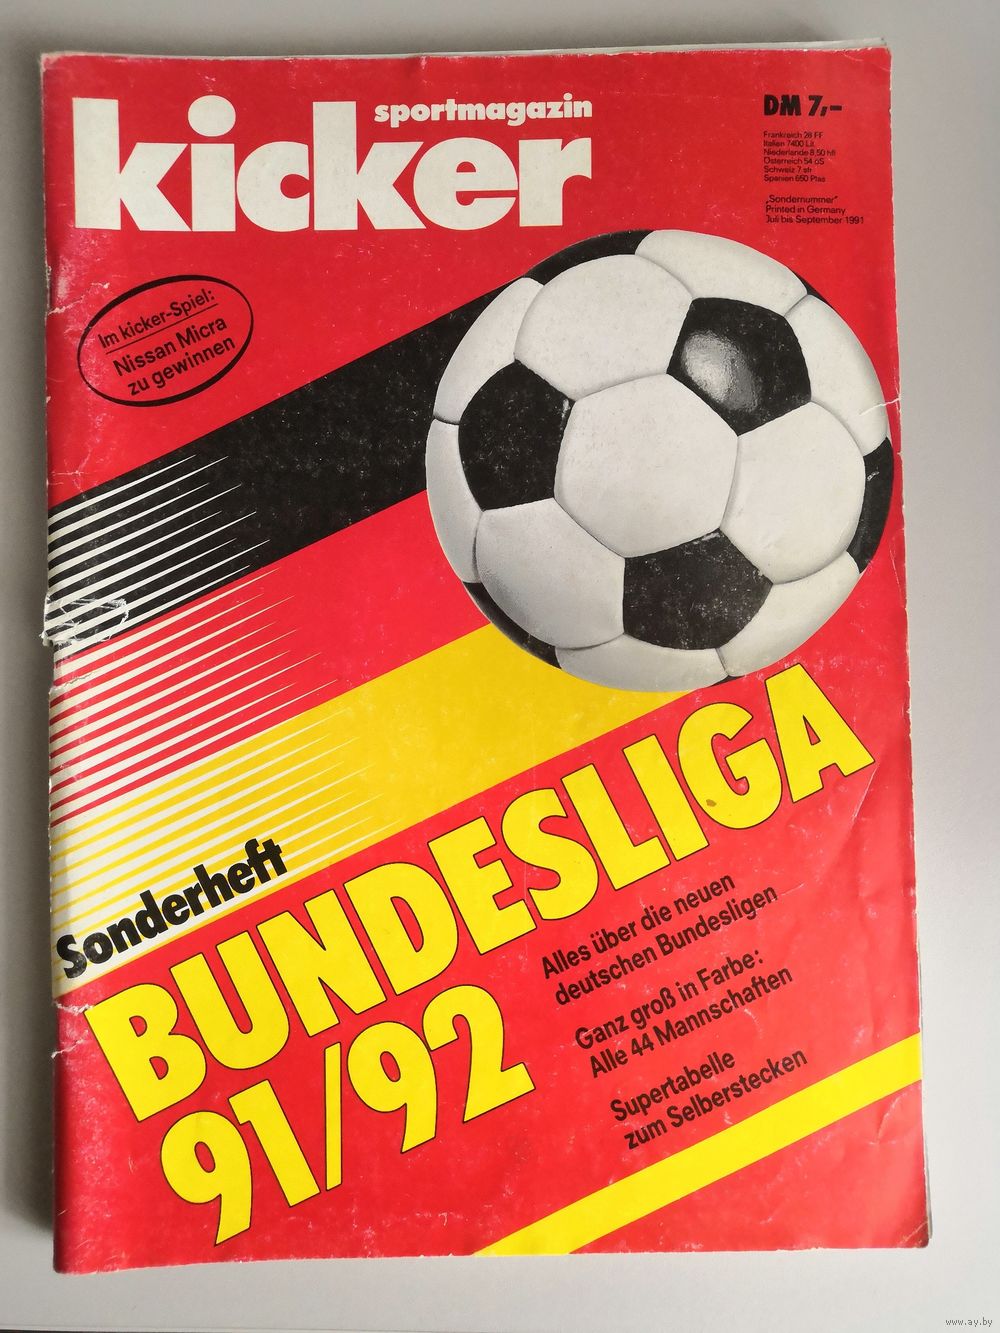 sportmagazin
kicker
DM 7,–
Frankreich 28 FF
Italien 7400 Lit.
Niederlande 8,50 hfl
Österreich 54 öS
Schweiz 7 sfr
Spanien 650 Ptas
„Sondernummer“
Printed in Germany
Juli bis September 1991
Im kicker-Spiel:
Nissan Micra
zu gewinnen
Sonderheft
BUNDESLIGA
91/92
Alles über die neuen
deutschen Bundesligen
Ganz groß in Farbe:
Alle 44 Mannschaften
Supertabelle
zum Selberstecken
www.ay.by